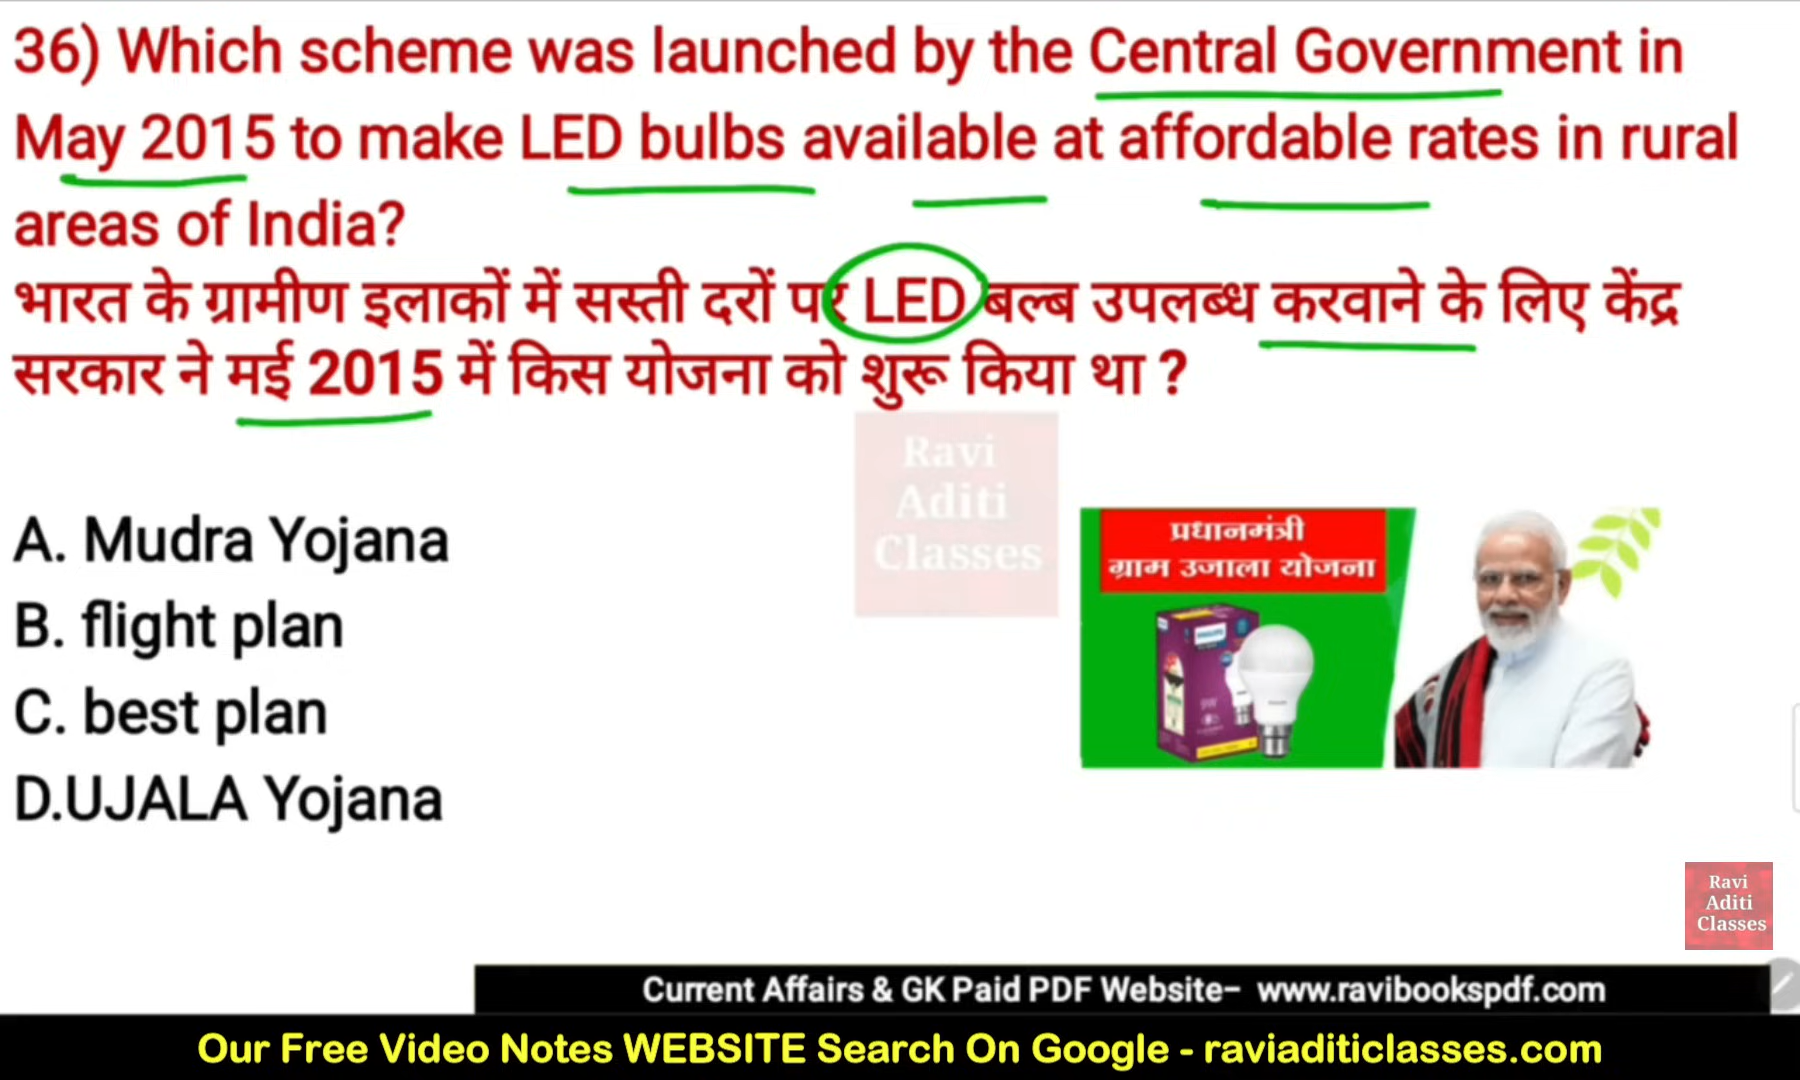 36) Which scheme was launched by the Central Government in
May 2015 to make LED bulbs available at affordable rates in rural
areas of India?
भारत के ग्रामीण इलाकों में सस्ती दरों पर LED बल्ब उपलब्ध करवाने के लिए केंद्र
सरकार ने मई 2015 में किस योजना को शुरू किया था ?
Ravi
Aditi
Classes
A. Mudra Yojana
B. flight plan
C. best plan
D.UJALA Yojana
प्रधानमंत्री
ग्राम उजाला योजना
PHILIPS
9W
Ravi
Aditi
Classes
Current Affairs & GK Paid PDF Website- www.ravibookspdf.com
Our Free Video Notes WEBSITE Search On Google - raviaditiclasses.com